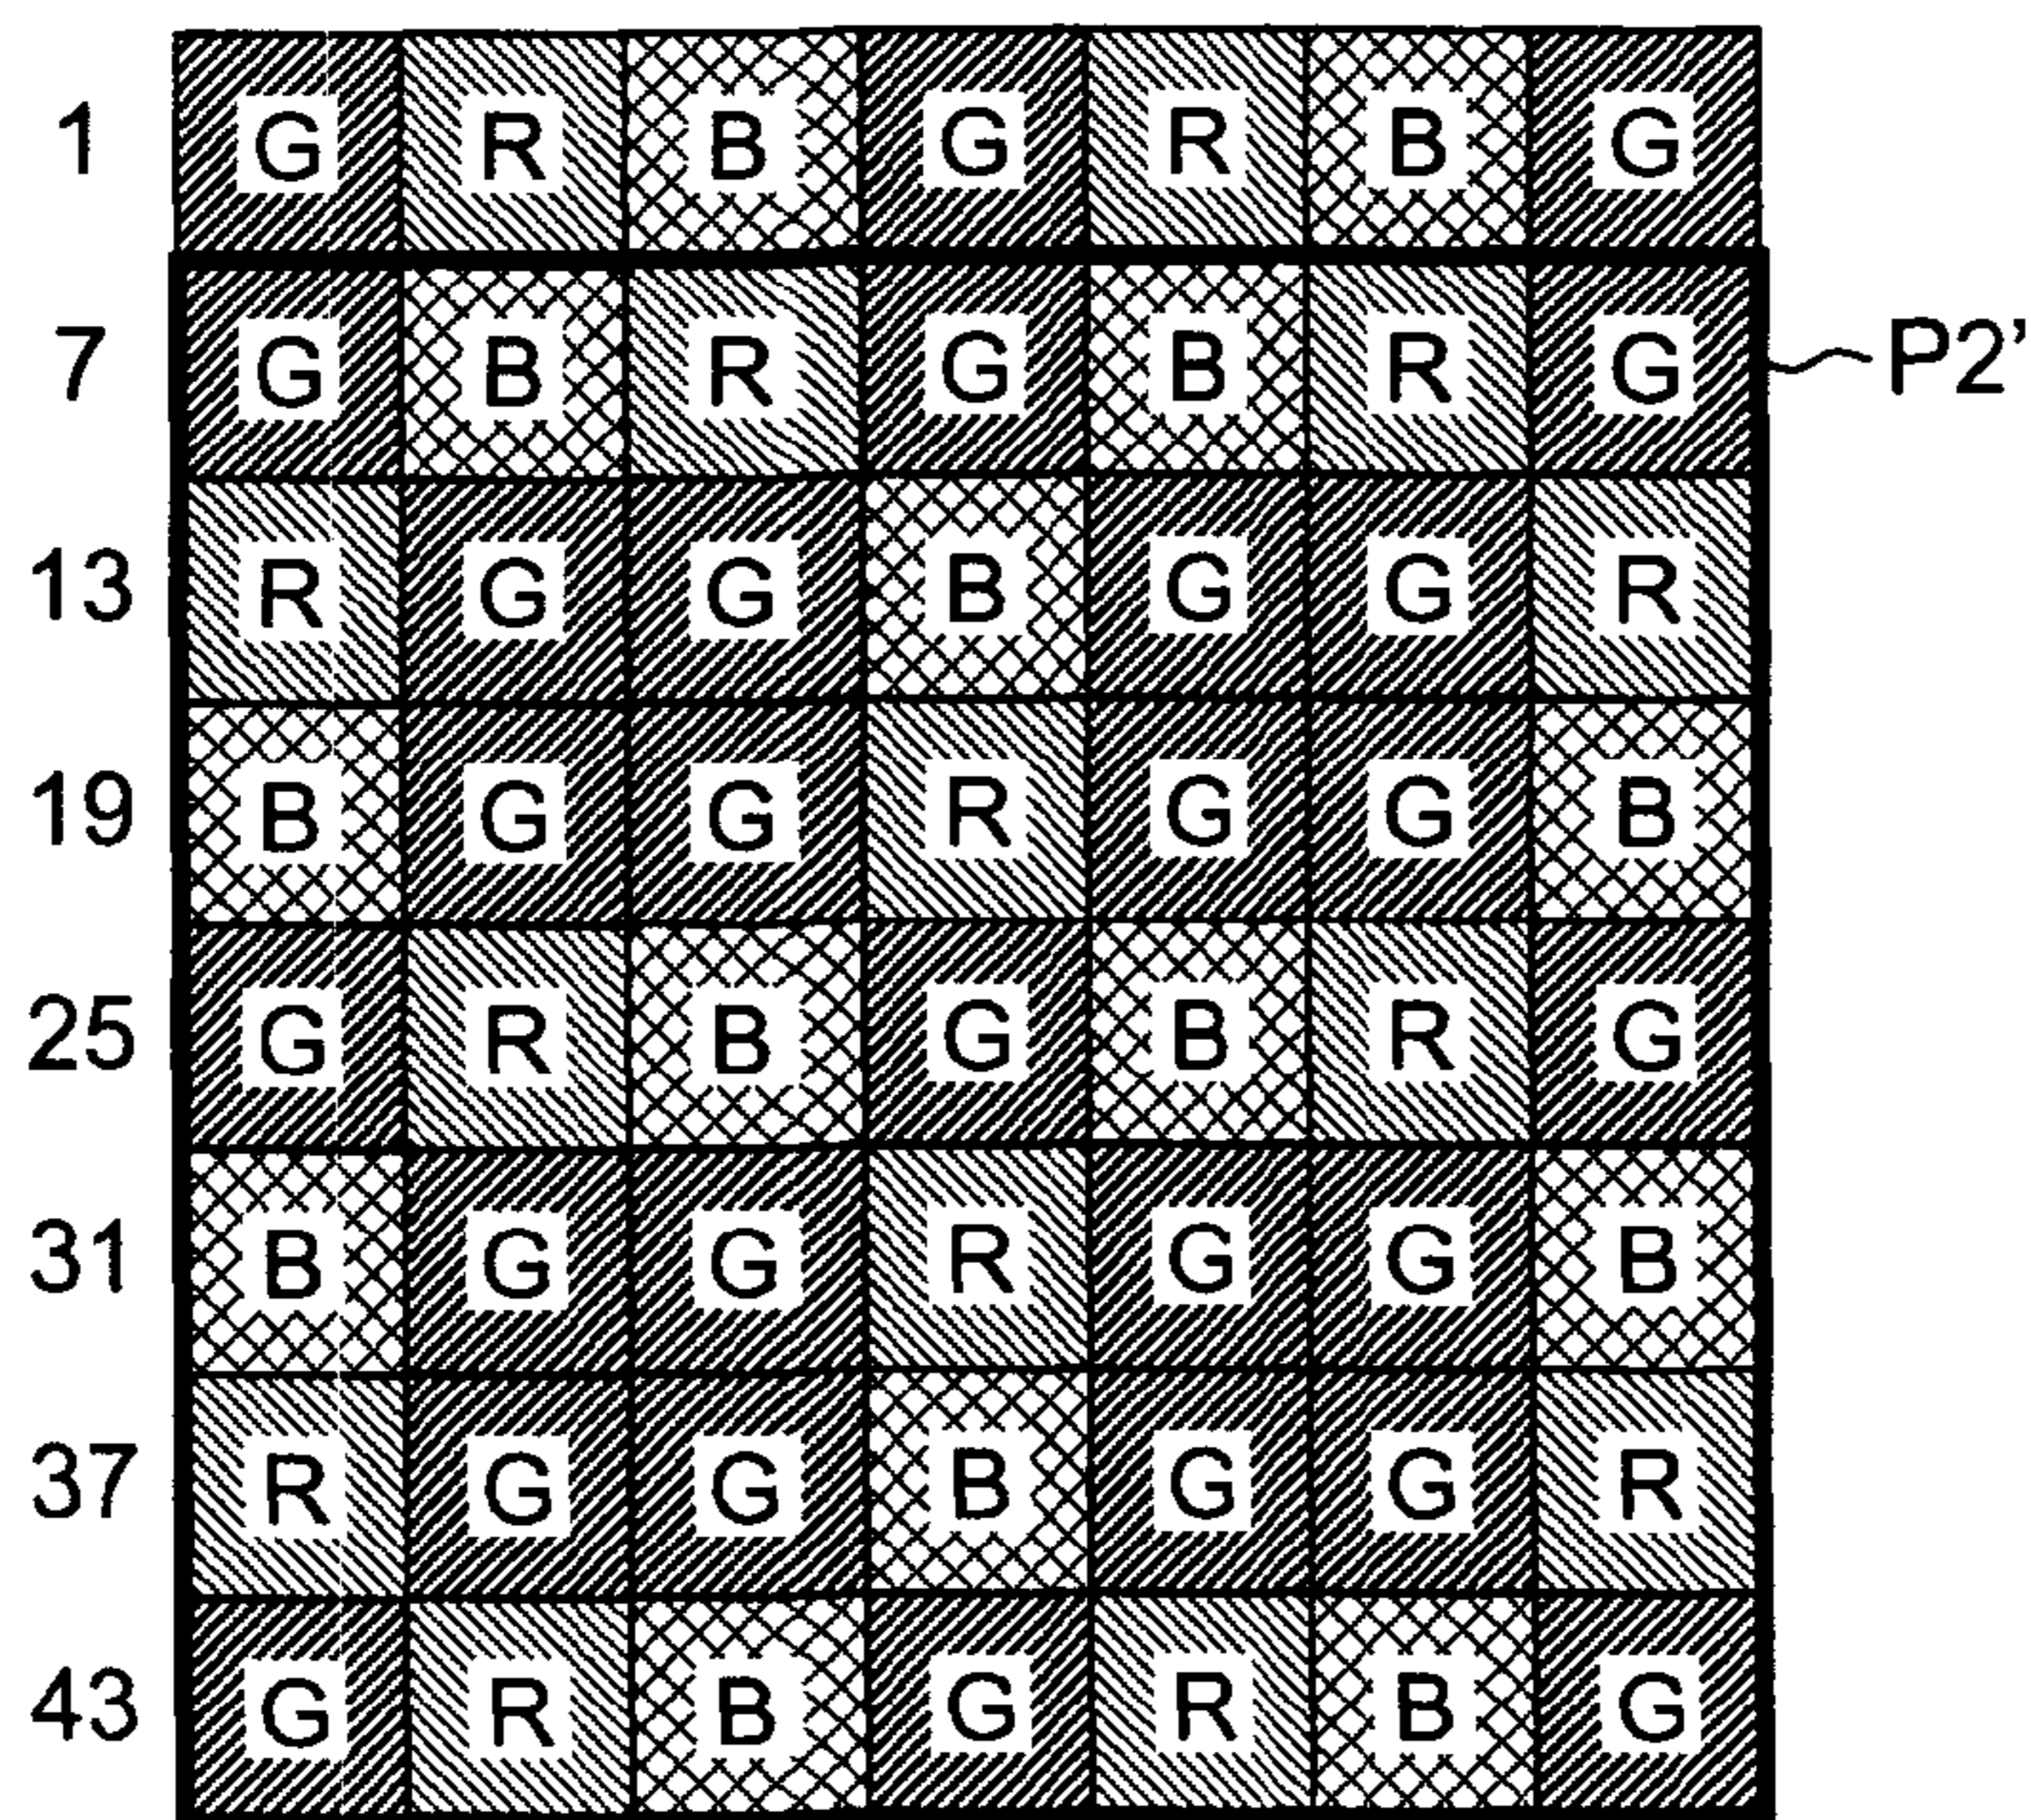 1 G R B G R B G
7 G B R G B R G P2’
13 R G G B G G R
19 B G G R G G B
25 G R B G B R G
31 B G G R G G B
37 R G G B G G R
43 G R B G R B G